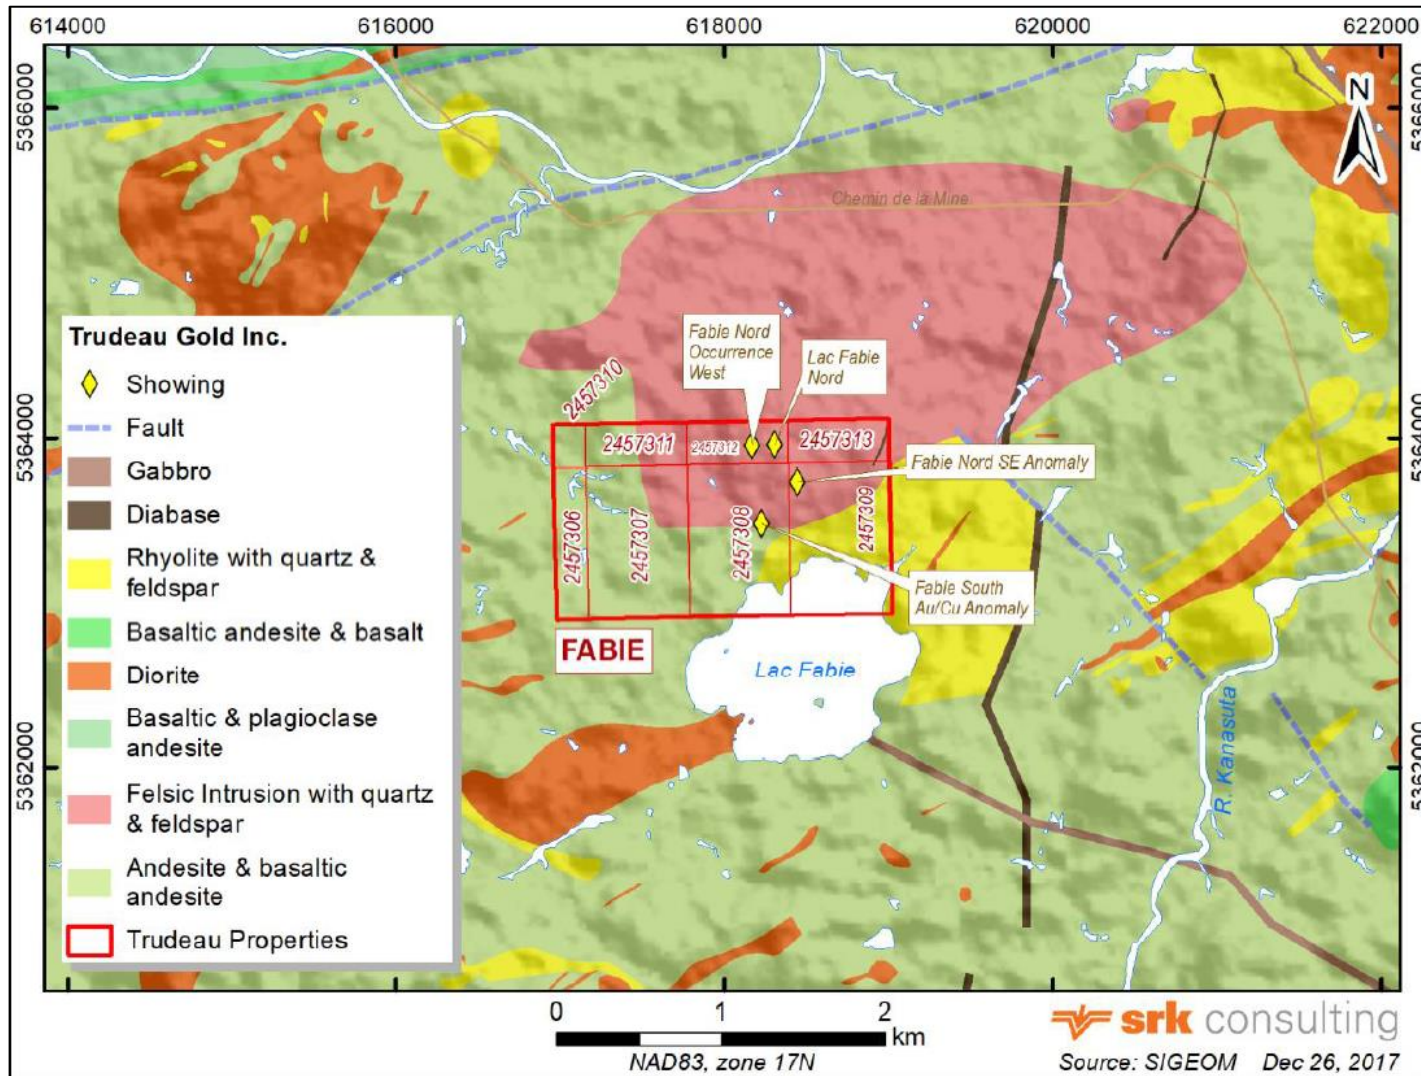 614000
616000
618000
620000
622000
5366000
5366000
N
Chemin de la Mine
Trudeau Gold Inc.
Showing
Fault
Gabbro
Diabase
Rhyolite with quartz &
feldspar
Basaltic andesite & basalt
Diorite
Basaltic & plagioclase
andesite
Felsic Intrusion with quartz
& feldspar
Andesite & basaltic
andesite
Trudeau Properties
Fabie Nord
Occurrence
West
Lac Fabie
Nord
5364000
5364000
2457310
2457311
2457312
2457313
Fabie Nord SE Anomaly
2457306
2457307
2457308
2457309
Fabie South
Au/Cu Anomaly
FABIE
Lac Fabie
R. Kanasuta
5362000
5362000
0
1
2
km
NAD83, zone 17N
srk consulting
Source: SIGEOM Dec 26, 2017